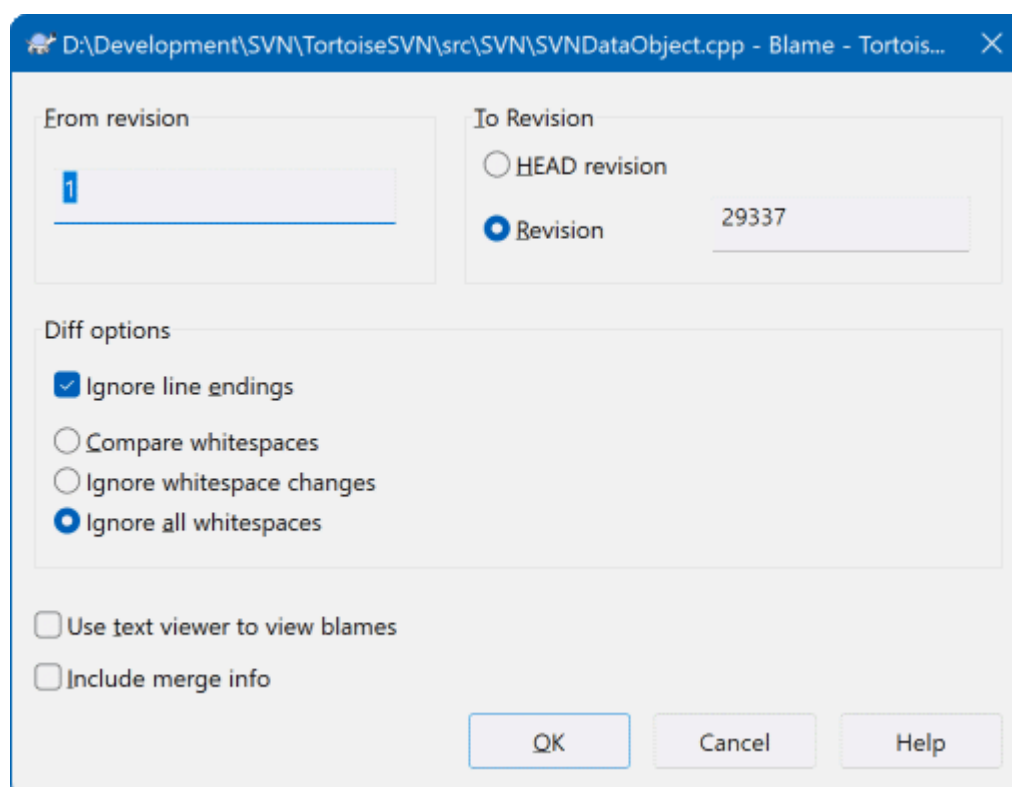 D:\Development\SVN\TortoiseSVN\src\SVN\SVNDataObject.cpp - Blame - Tortois...
From revision
1
To Revision
HEAD revision
Revision
29337
Diff options
Ignore line endings
Compare whitespaces
Ignore whitespace changes
Ignore all whitespaces
Use text viewer to view blames
Include merge info
OK Cancel Help